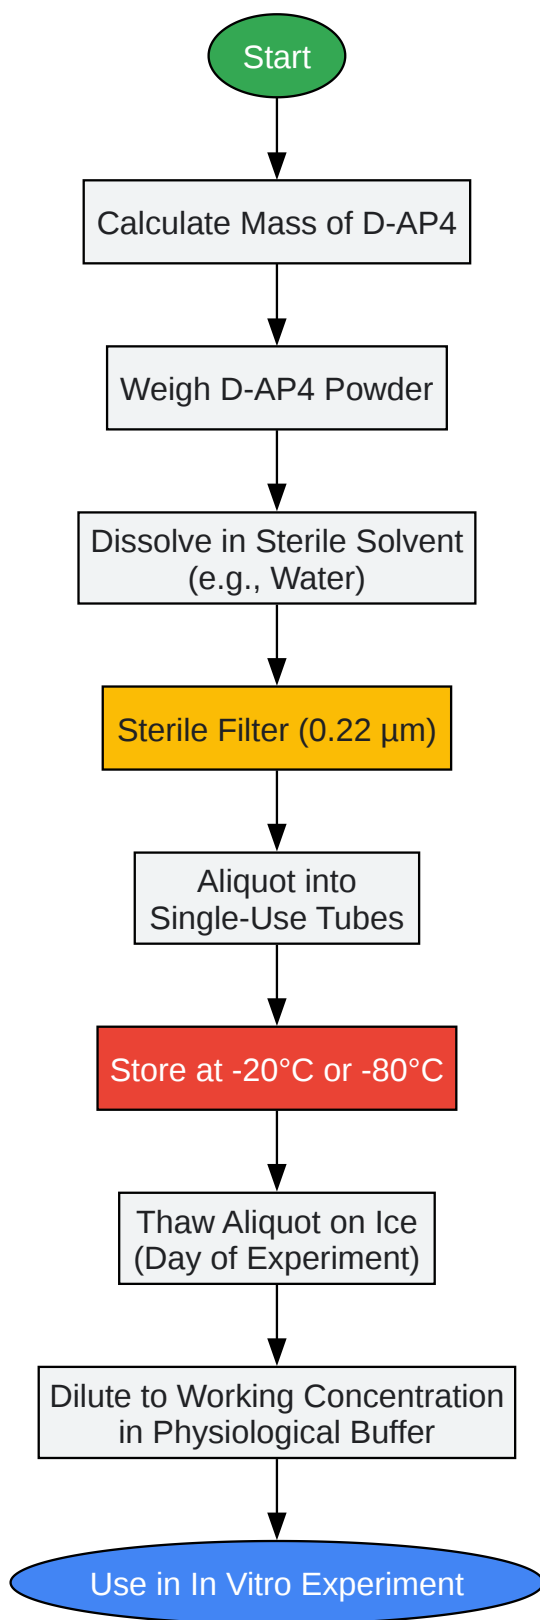 Start
Calculate Mass of D-AP4
Weigh D-AP4 Powder
Dissolve in Sterile Solvent
(e.g., Water)
Sterile Filter (0.22 µm)
Aliquot into
Single-Use Tubes
Store at -20°C or -80°C
Thaw Aliquot on Ice
(Day of Experiment)
Dilute to Working Concentration
in Physiological Buffer
Use in In Vitro Experiment